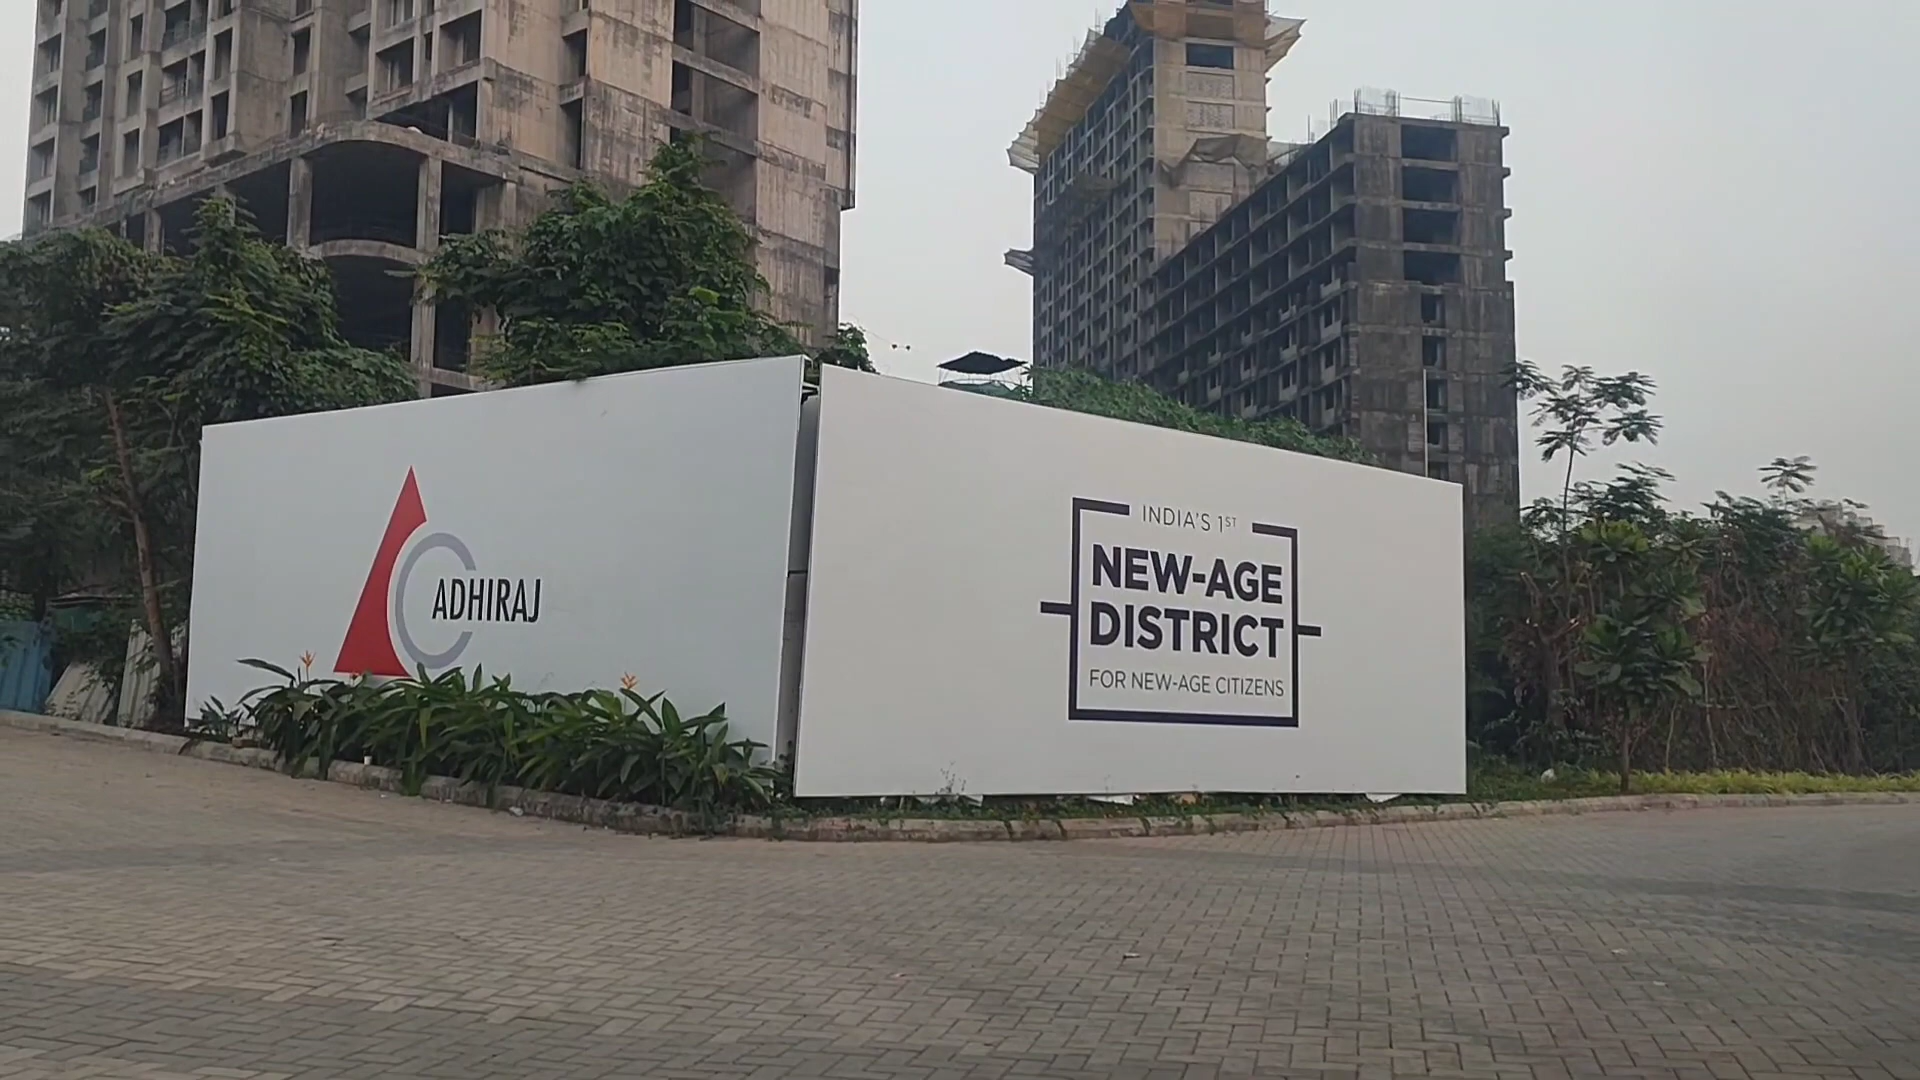 ADHIRAJ
INDIA'S 1ST
NEW-AGE
DISTRICT
FOR NEW-AGE CITIZENS